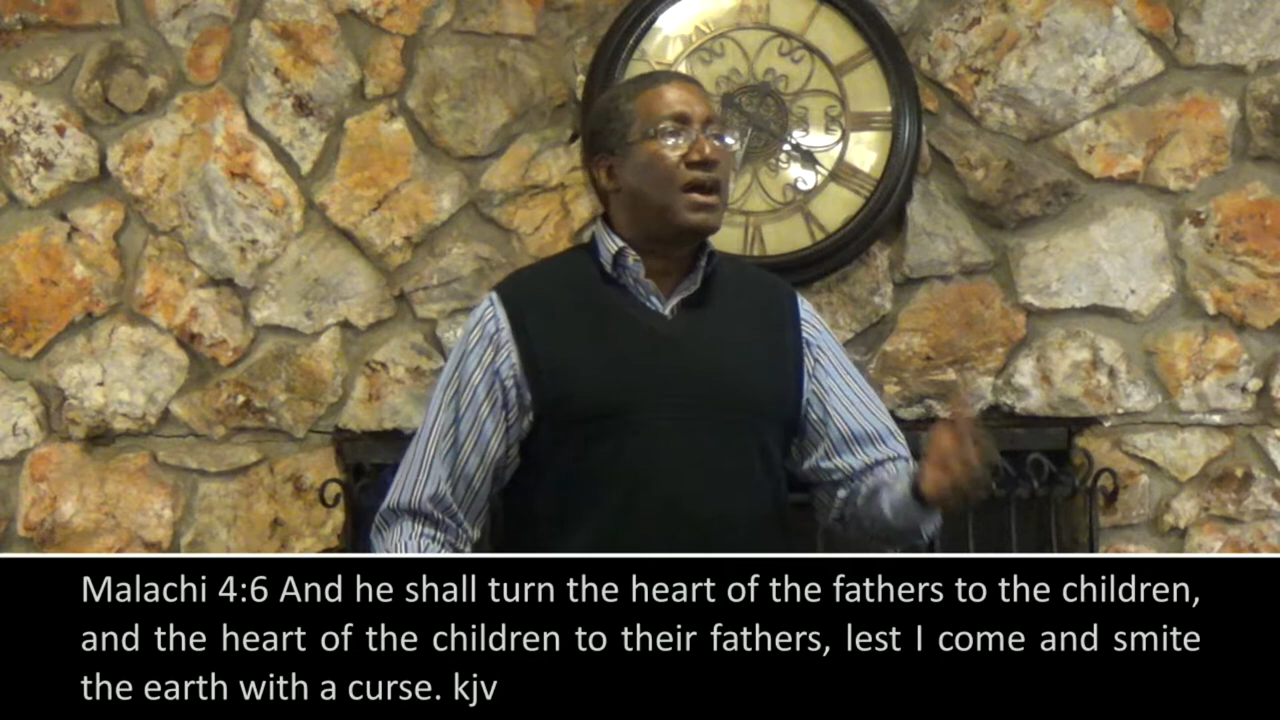 Malachi 4:6 And he shall turn the heart of the fathers to the children,
and the heart of the children to their fathers, lest I come and smite
the earth with a curse. kjv